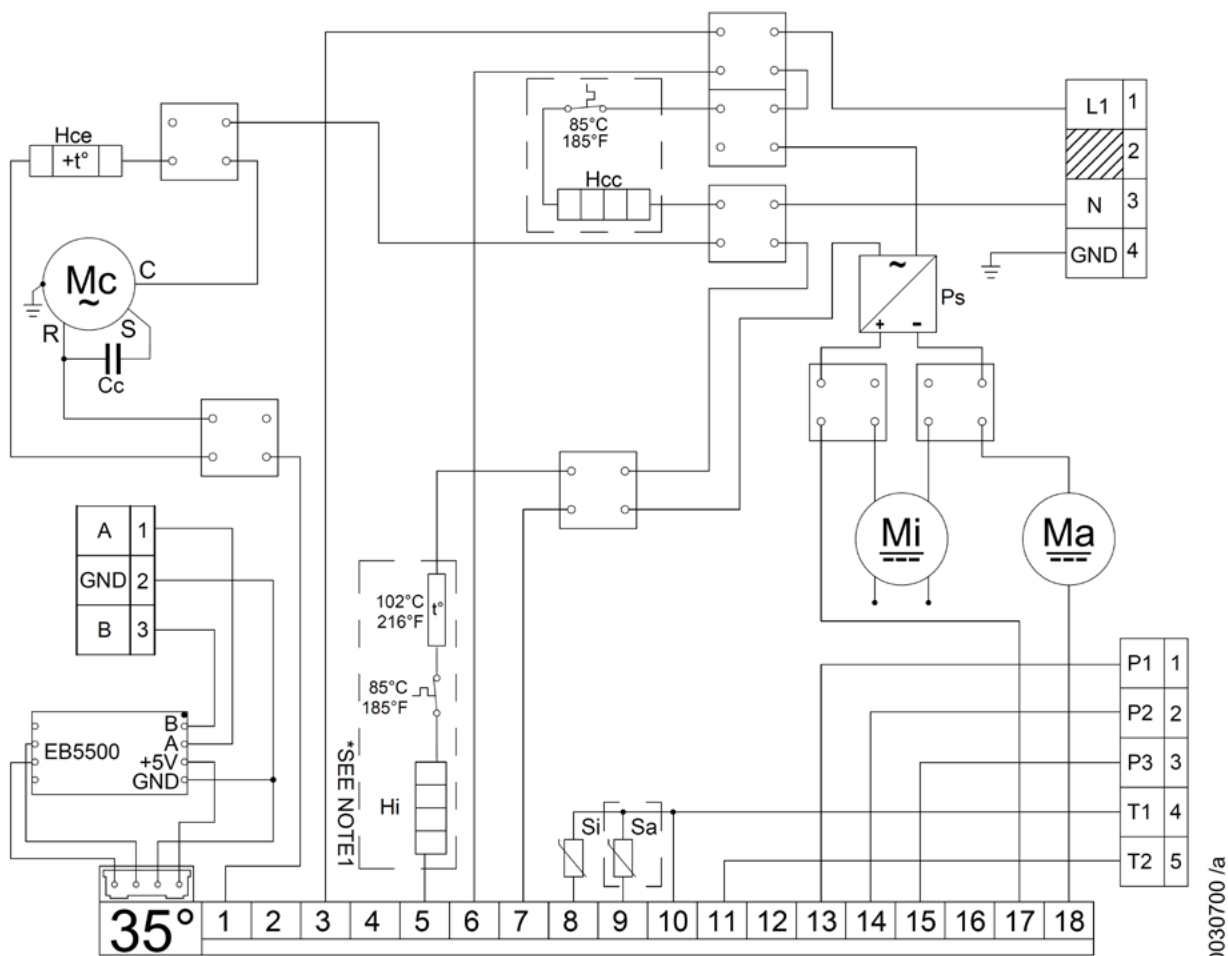 Hce
+t°
85°C
185°F
Hcc
L1 1
2
N 3
GND 4
Mc
~
C
R
S
Cc
~
+ -
Ps
A 1
GND 2
B 3
Mi
Ma
102°C
216°F
t°
85°C
185°F
Hi
*SEE NOTE1
EB5500
B
A
+5V
GND
Si
Sa
P1 1
P2 2
P3 3
T1 4
T2 5
35°
1 2 3 4 5 6 7 8 9 10 11 12 13 14 15 16 17 18